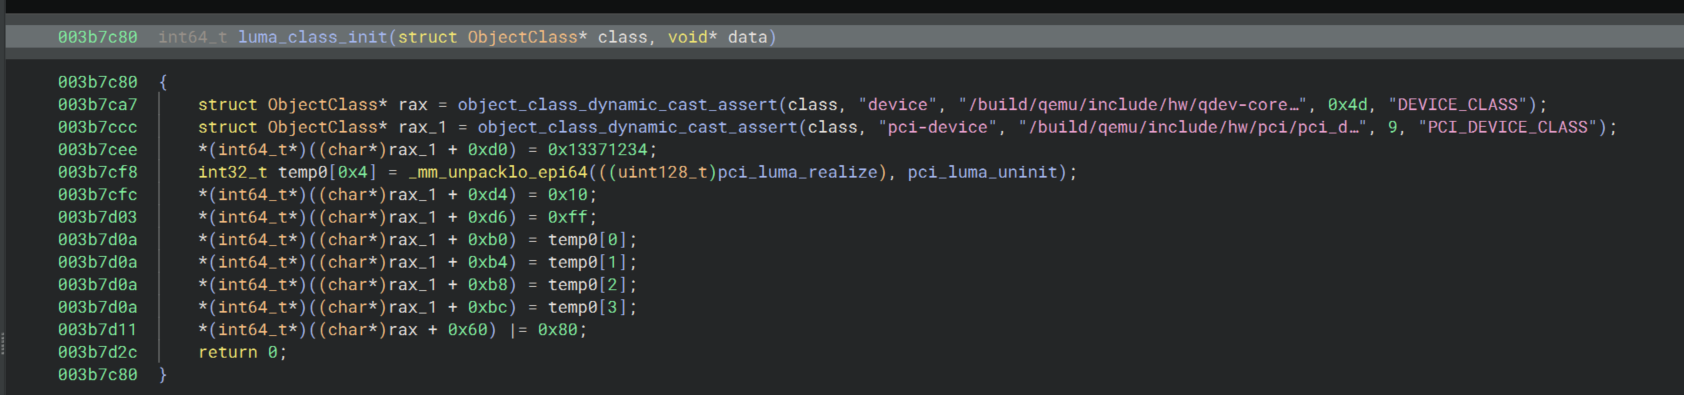 003b7c80 int64_t luma_class_init(struct ObjectClass* class, void* data)
003b7c80 {
003b7ca7 struct ObjectClass* rax = object_class_dynamic_cast_assert(class, "device", "/build/qemu/include/hw/qdev-core…", 0x4d, "DEVICE_CLASS");
003b7ccc struct ObjectClass* rax_1 = object_class_dynamic_cast_assert(class, "pci-device", "/build/qemu/include/hw/pci/pci_d…", 9, "PCI_DEVICE_CLASS");
003b7cee *(int64_t*)((char*)rax_1 + 0xd0) = 0x13371234;
003b7cf8 int32_t temp0[0x4] = _mm_unpacklo_epi64(((uint128_t)pci_luma_realize), pci_luma_uninit);
003b7cfc *(int64_t*)((char*)rax_1 + 0xd4) = 0x10;
003b7d03 *(int64_t*)((char*)rax_1 + 0xd6) = 0xff;
003b7d0a *(int64_t*)((char*)rax_1 + 0xb0) = temp0[0];
003b7d0a *(int64_t*)((char*)rax_1 + 0xb4) = temp0[1];
003b7d0a *(int64_t*)((char*)rax_1 + 0xb8) = temp0[2];
003b7d0a *(int64_t*)((char*)rax_1 + 0xbc) = temp0[3];
003b7d11 *(int64_t*)((char*)rax + 0x60) |= 0x80;
003b7d2c return 0;
003b7c80 }